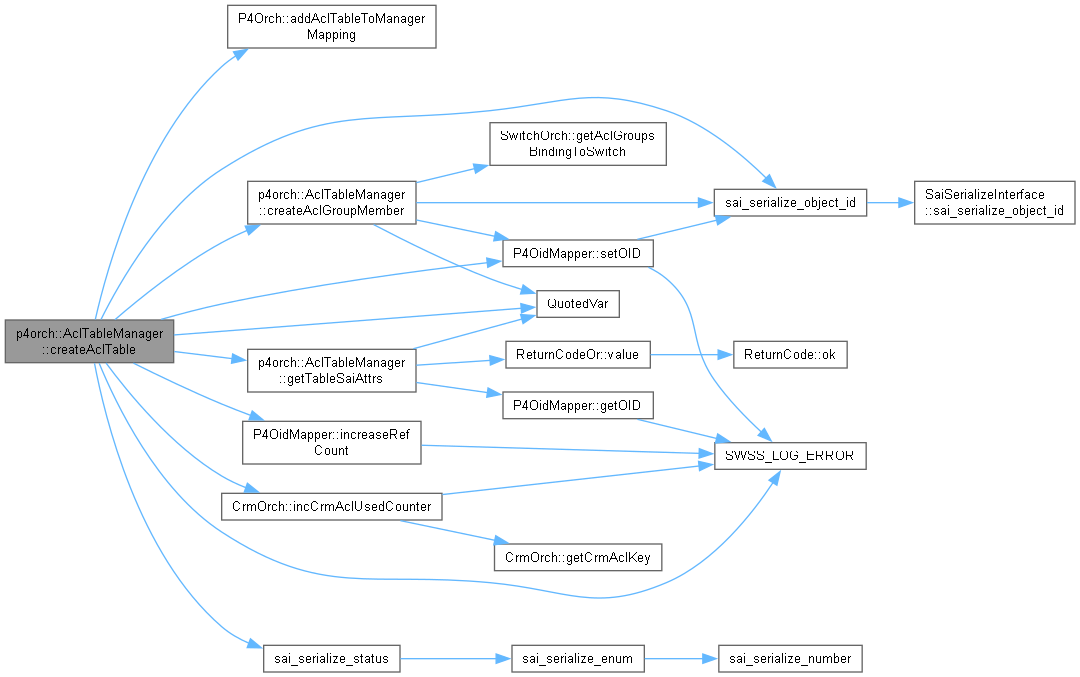 P4Orch::addAclTableToManager
Mapping
SwitchOrch::getAclGroups
BindingToSwitch
p4orch::AclTableManager
::createAclGroupMember
sai_serialize_object_id
SaiSerializeInterface
::sai_serialize_object_id
P4OidMapper::setOID
QuotedVar
p4orch::AclTableManager
::createAclTable
p4orch::AclTableManager
::getTableSaiAttrs
ReturnCodeOr::value
ReturnCode::ok
P4OidMapper::getOID
P4OidMapper::increaseRef
Count
SWSS_LOG_ERROR
CrmOrch::incCrmAclUsedCounter
CrmOrch::getCrmAclKey
sai_serialize_status
sai_serialize_enum
sai_serialize_number